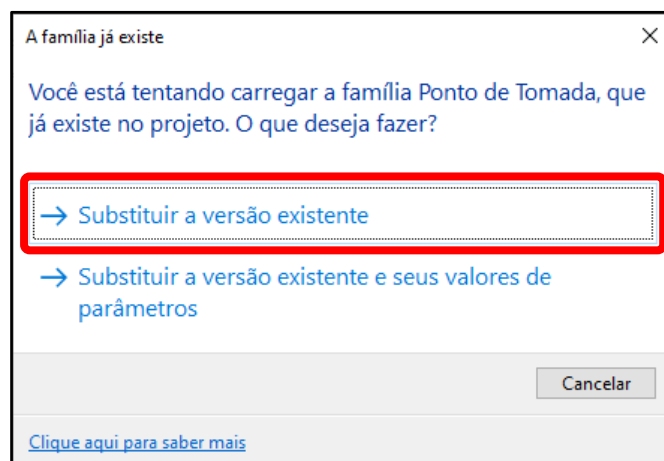 A família já existe
Você está tentando carregar a família Ponto de Tomada, que
já existe no projeto. O que deseja fazer?
Substituir a versão existente
Substituir a versão existente e seus valores de
parâmetros
Cancelar
Clique aqui para saber mais